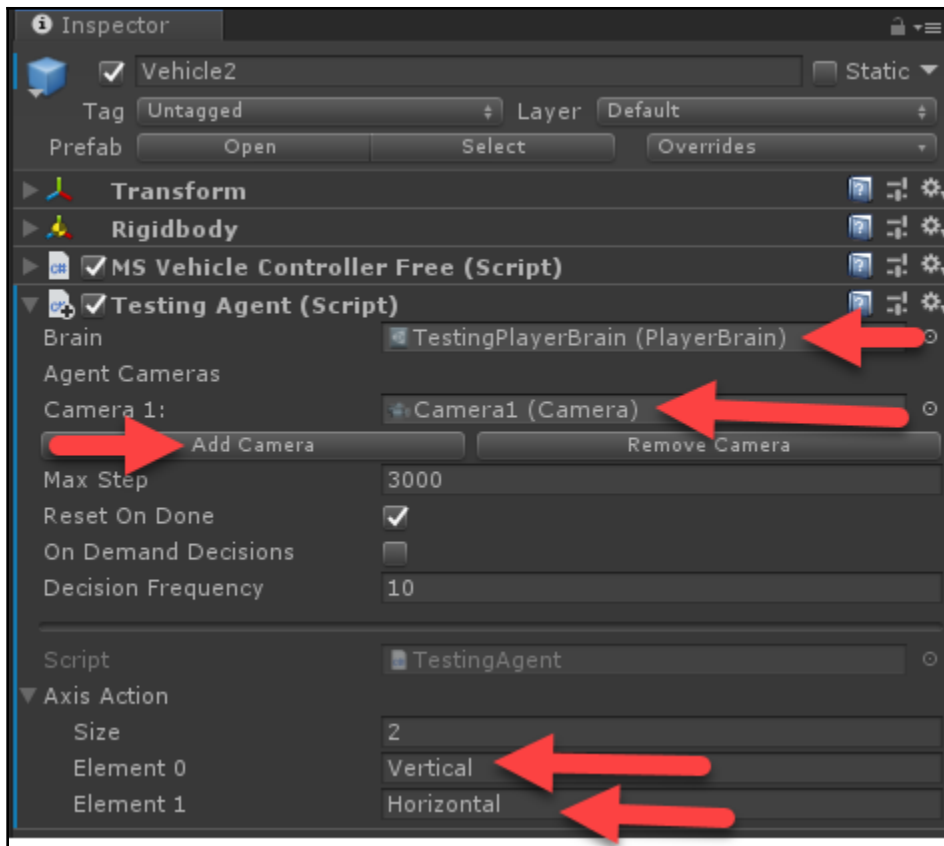 Inspector
Vehicle2 Static
Tag Untagged Layer Default
Prefab Open Select Overrides
Transform
Rigidbody
MS Vehicle Controller Free (Script)
Testing Agent (Script)
Brain TestingPlayerBrain (PlayerBrain)
Agent Cameras
Camera 1: Camera1 (Camera)
Add Camera Remove Camera
Max Step 3000
Reset On Done
On Demand Decisions
Decision Frequency 10
Script TestingAgent
Axis Action
Size 2
Element 0 Vertical
Element 1 Horizontal